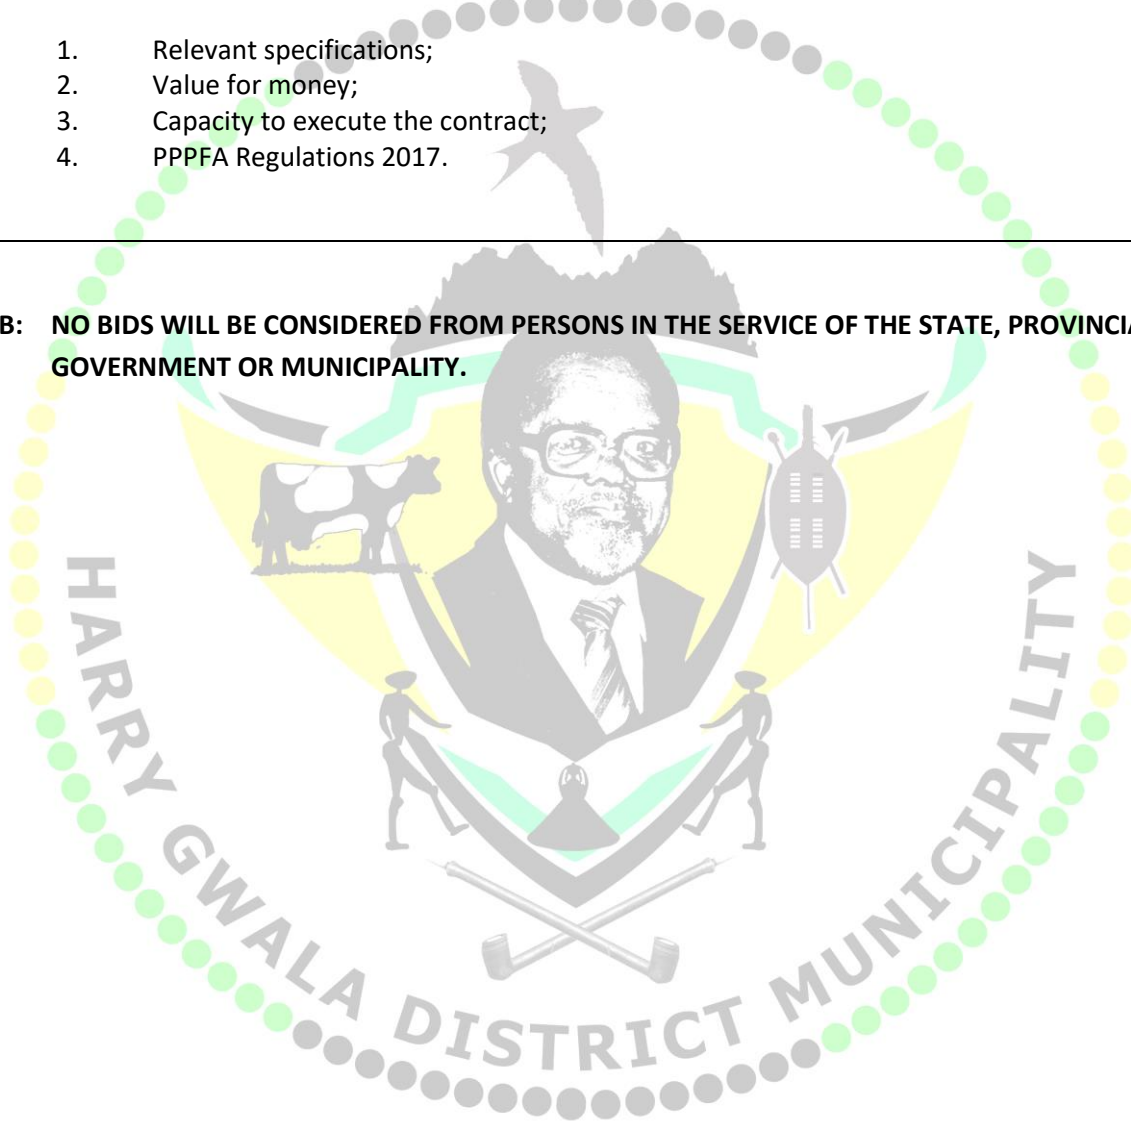 1. Relevant specifications;
2. Value for money;
3. Capacity to execute the contract;
4. PPPFA Regulations 2017.
B: NO BIDS WILL BE CONSIDERED FROM PERSONS IN THE SERVICE OF THE STATE,
GOVERNMENT OR MUNICIPALITY.
HARRY GWALA DISTRICT MUNICIPALITY